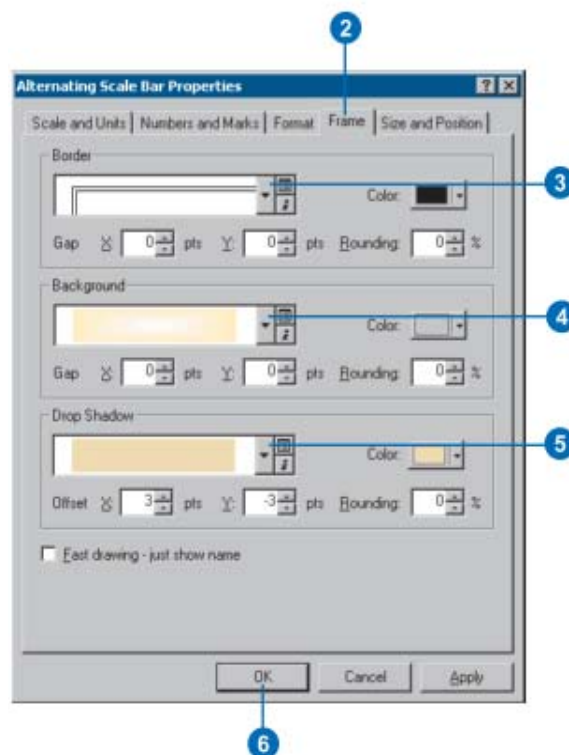 2
Alternating Scale Bar Properties
Scale and Units Numbers and Marks Format Frame Size and Position
Border
3
Color:
Gap X: 0 pts Y: 0 pts Rounding: 0 %
Background
4
Color:
Gap X: 0 pts Y: 0 pts Rounding: 0 %
Drop Shadow
5
Color:
Offset X: 3 pts Y: -3 pts Rounding: 0 %
Fast drawing - just show name
OK Cancel Apply
6